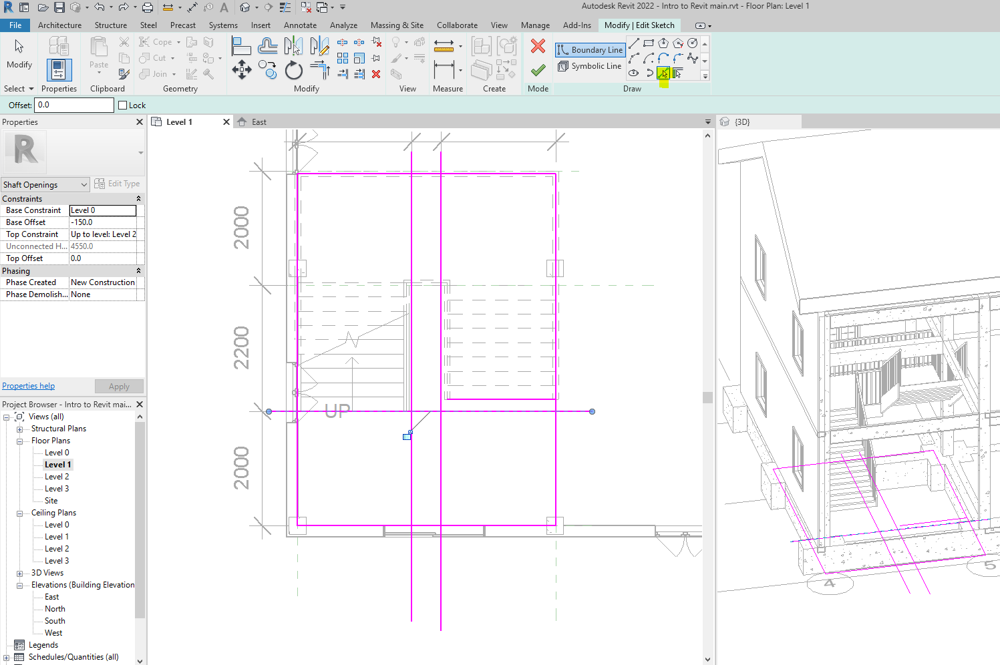 Autodesk Revit 2022 - Intro to Revit main.rvt - Floor Plan: Level 1
File Architecture Structure Steel Precast Systems Insert Annotate Analyze Massing & Site Collaborate View Manage Add-Ins Modify | Edit Sketch
Modify
Paste
Cope
Cut
Join
Boundary Line
Symbolic Line
Select Properties Clipboard Geometry Modify View Measure Create Mode Draw
Offset: 0.0 Lock
Properties
Level 1
East
{3D}
Shaft Openings
Edit Type
Constraints
Base Constraint Level 0
Base Offset -150.0
Top Constraint Up to level: Level 2
Unconnected H... 4550.0
Top Offset 0.0
Phasing
Phase Created New Construction
Phase Demolish... None
Properties help
Apply
Project Browser - Intro to Revit mai...
Views (all)
Structural Plans
Floor Plans
Level 0
Level 1
Level 2
Level 3
Site
Ceiling Plans
Level 0
Level 1
Level 2
Level 3
3D Views
Elevations (Building Elevation
East
North
South
West
Legends
Schedules/Quantities (all)
2000
2200
2000
UP
4
5